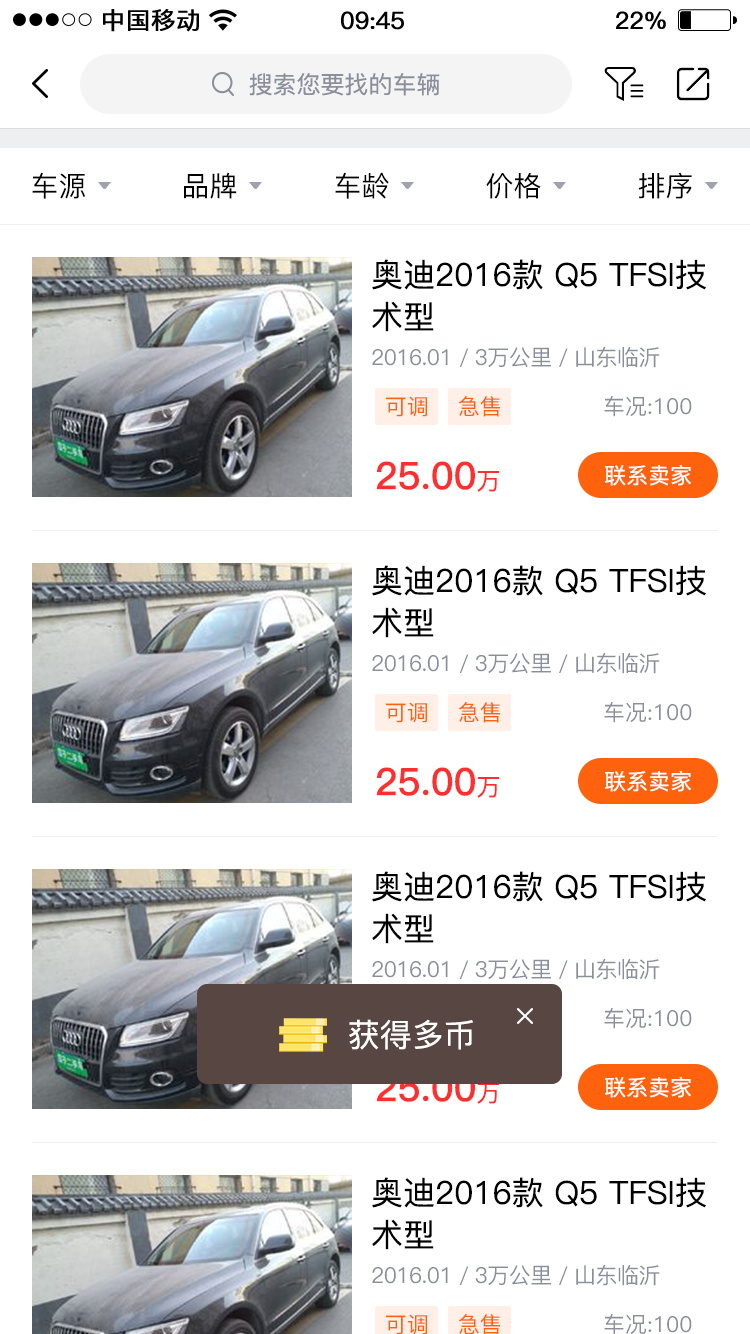 中国移动 09:45 22%
搜索您要找的车辆
车源 品牌 车龄 价格 排序
奥迪2016款 Q5 TFSI技
术型
2016.01 / 3万公里 / 山东临沂
可调 急售 车况:100
25.00万 联系卖家
奥迪2016款 Q5 TFSI技
术型
2016.01 / 3万公里 / 山东临沂
可调 急售 车况:100
25.00万 联系卖家
奥迪2016款 Q5 TFSI技
术型
2016.01 / 3万公里 / 山东临沂
车况:100
获得多币
25.00万 联系卖家
奥迪2016款 Q5 TFSI技
术型
2016.01 / 3万公里 / 山东临沂
可调 急售 车况:100